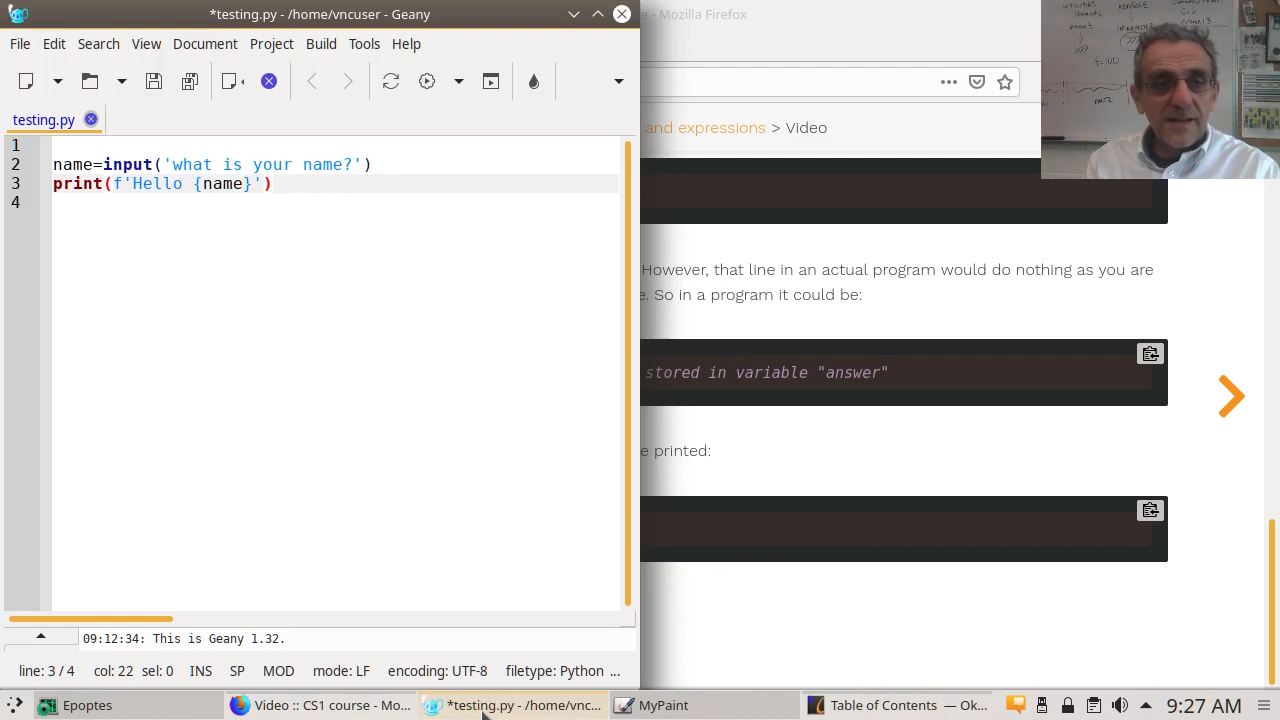 *testing.py - /home/vncuser - Geany
e - Mozilla Firefox
File Edit Search View Document Project Build Tools Help
testing.py
and expressions > Video
1
2 name=input('what is your name?')
3 print(f'Hello {name}')
4
However, that line in an actual program would do nothing as you are
e. So in a program it could be:
stored in variable "answer"
e printed:
09:12:34: This is Geany 1.32.
line: 3 / 4 col: 22 sel: 0 INS SP MOD mode: LF encoding: UTF-8 filetype: Python ...
Epoptes
Video :: CS1 course - Mo...
*testing.py - /home/vnc...
MyPaint
Table of Contents — Ok...
9:27 AM